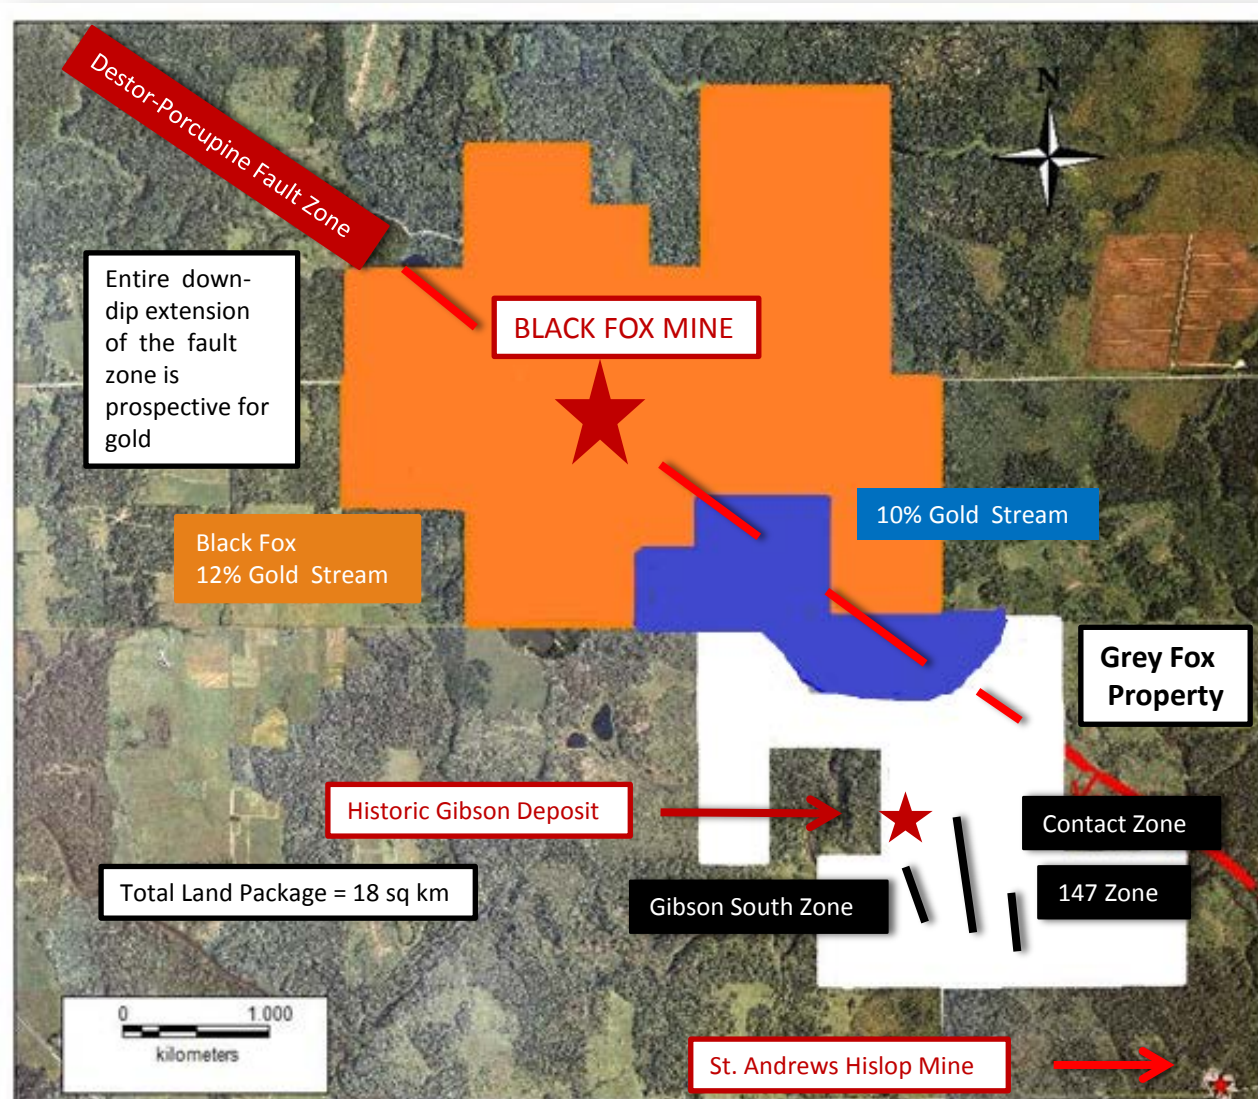 Destor-Porcupine Fault Zone
N
Entire down-
dip extension
of the fault
zone is
prospective for
gold
BLACK FOX MINE
10% Gold Stream
Black Fox
12% Gold Stream
Grey Fox
Property
Historic Gibson Deposit
Contact Zone
Total Land Package = 18 sq km
Gibson South Zone
147 Zone
0 1.000
kilometers
St. Andrews Hislop Mine